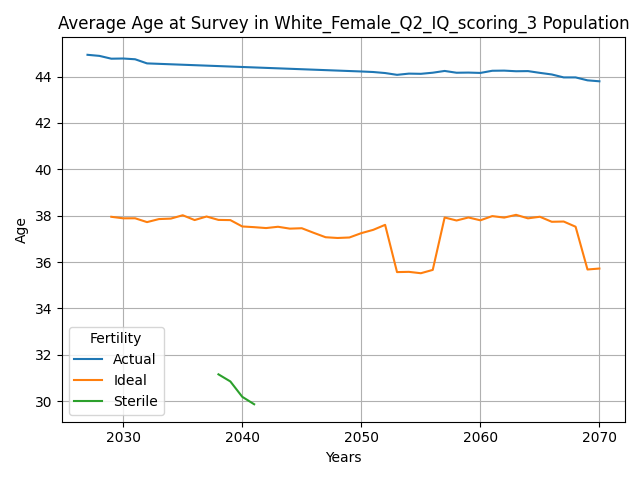 Average Age at Survey in White_Female_Q2_IQ_scoring_3 Population
44
42
40
38
36
34
32
30
Age
Fertility
Actual
Ideal
Sterile
2030
2040
2050
2060
2070
Years